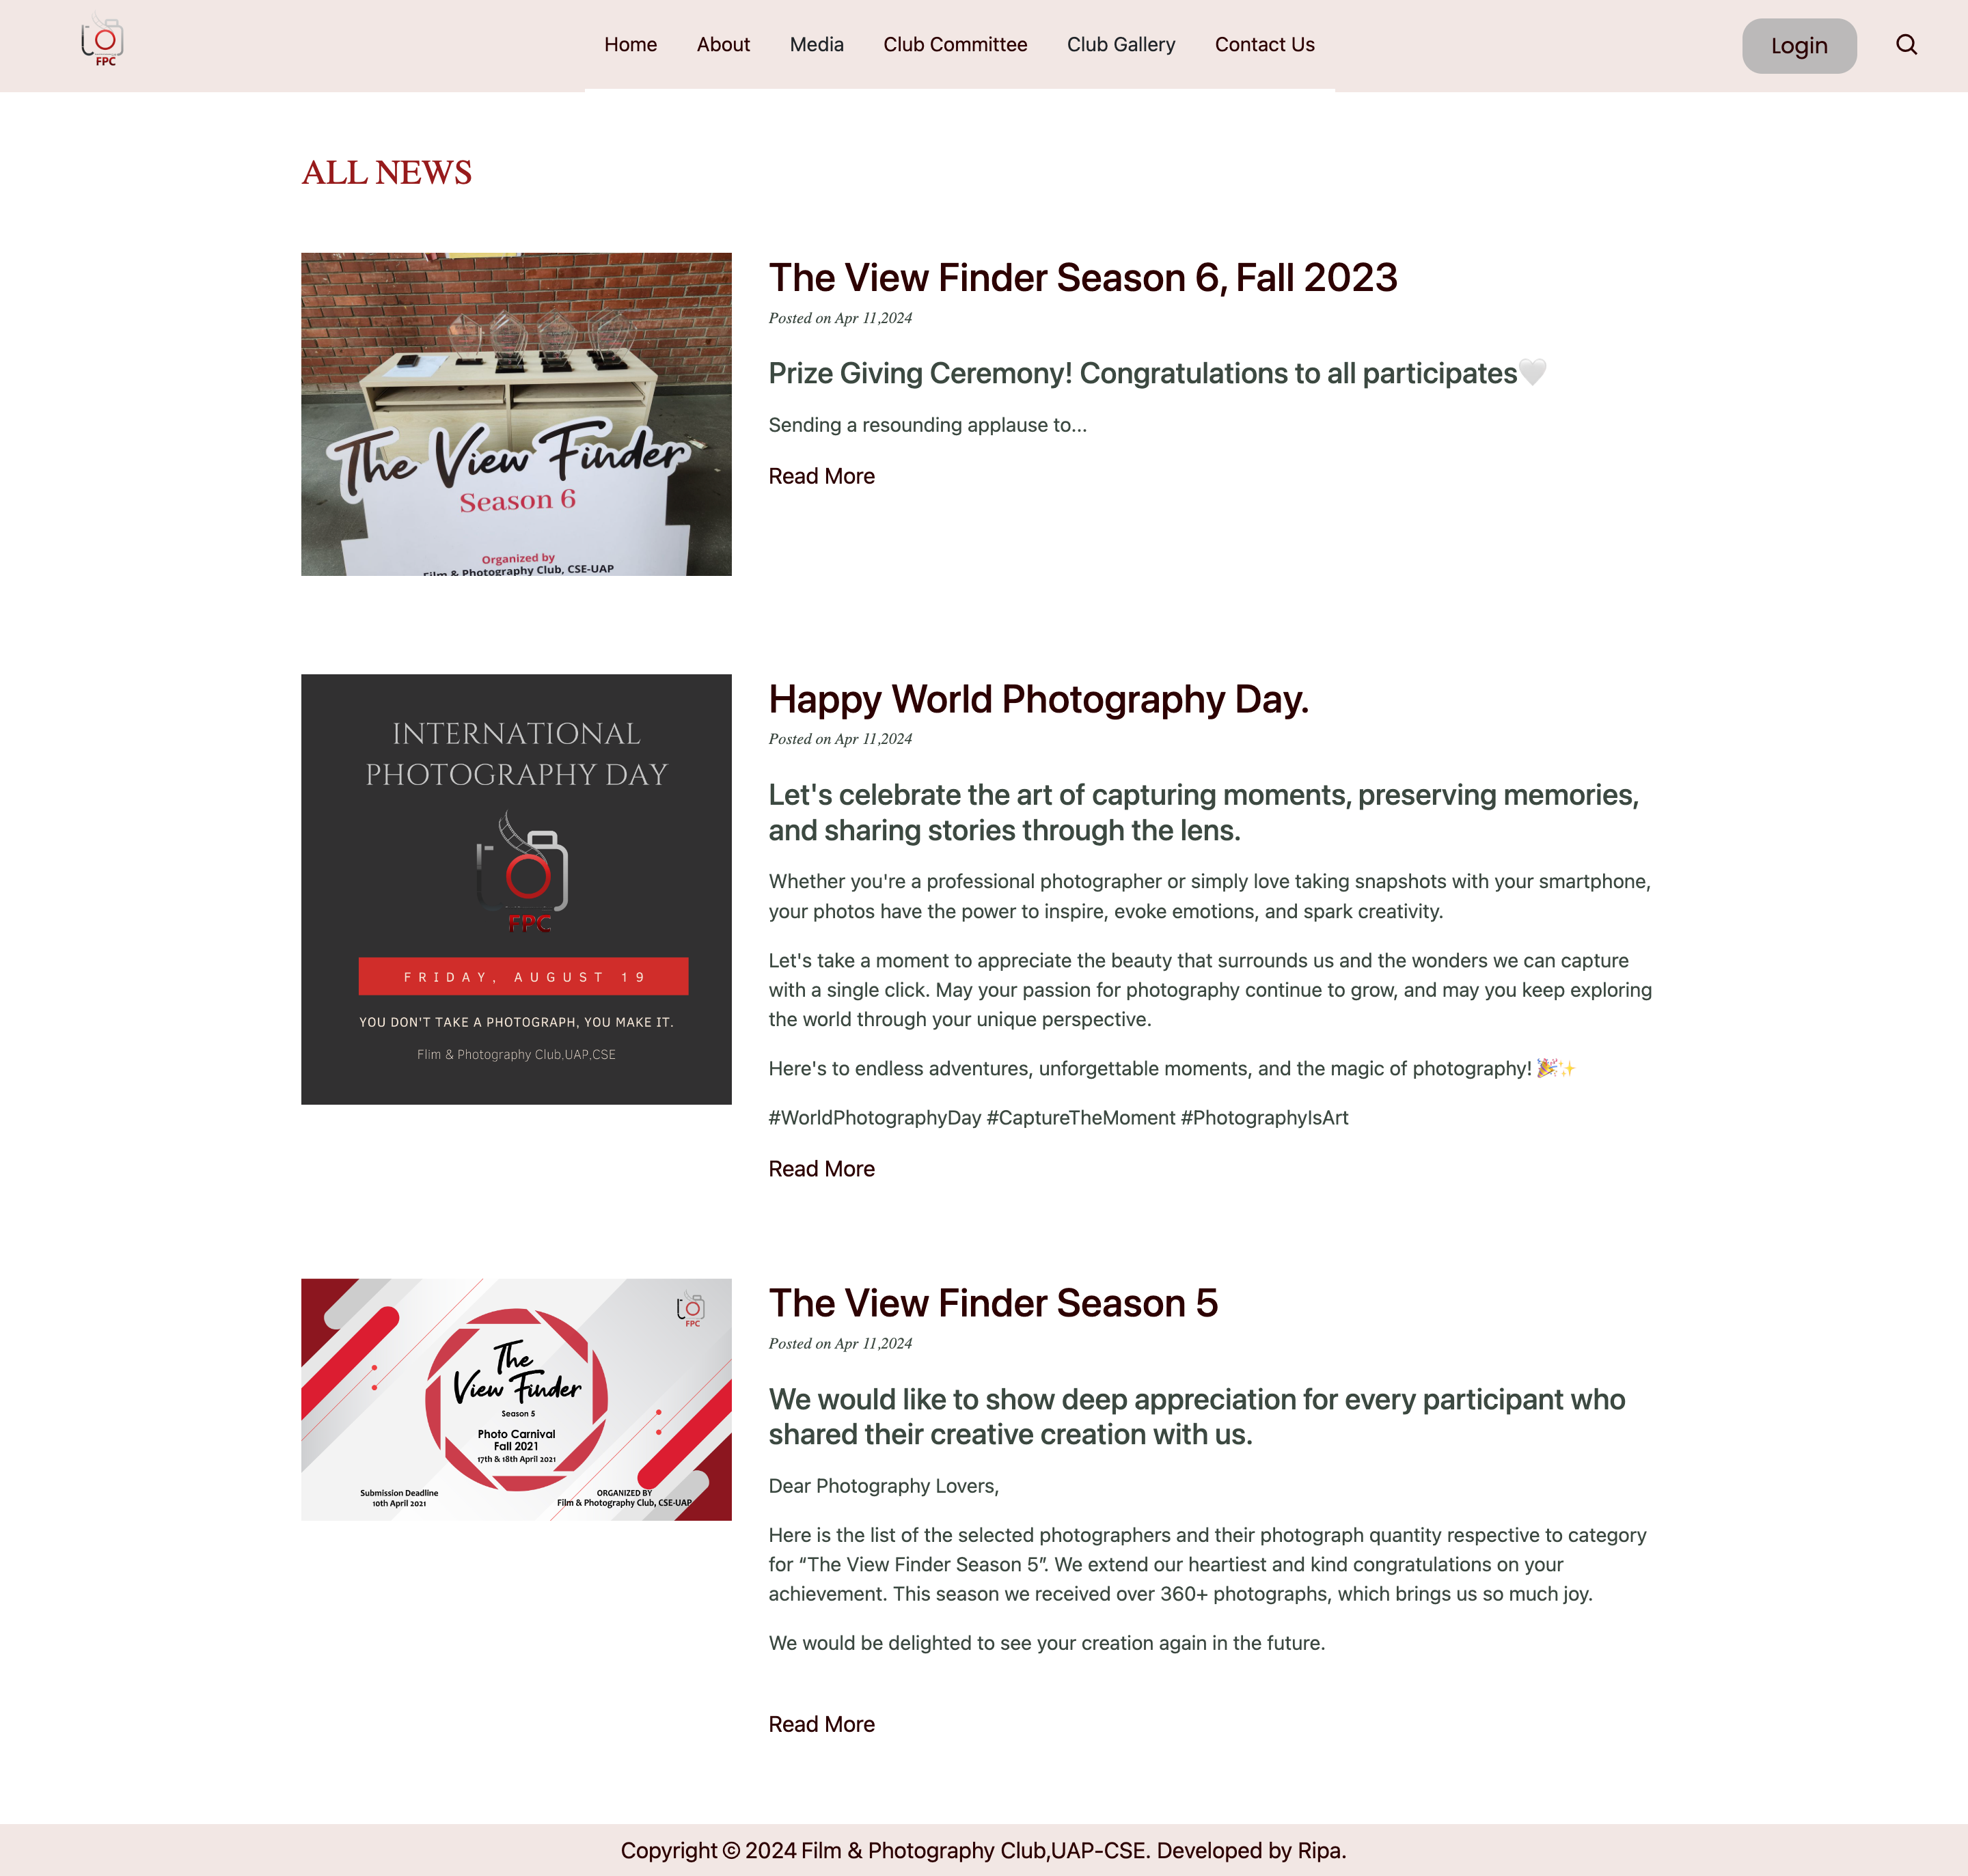 FPC
Home About Media Club Committee Club Gallery Contact Us
Login
ALL NEWS
The View Finder
Season 6
Organized by
Film & Photography Club, CSE-UAP
The View Finder Season 6, Fall 2023
Posted on Apr 11,2024
Prize Giving Ceremony! Congratulations to all participates🤍
Sending a resounding applause to...
Read More
INTERNATIONAL
PHOTOGRAPHY DAY
FPC
FRIDAY, AUGUST 19
YOU DON'T TAKE A PHOTOGRAPH, YOU MAKE IT.
Flim & Photography Club,UAP,CSE
Happy World Photography Day.
Posted on Apr 11,2024
Let's celebrate the art of capturing moments, preserving memories,
and sharing stories through the lens.
Whether you're a professional photographer or simply love taking snapshots with your smartphone,
your photos have the power to inspire, evoke emotions, and spark creativity.
Let's take a moment to appreciate the beauty that surrounds us and the wonders we can capture
with a single click. May your passion for photography continue to grow, and may you keep exploring
the world through your unique perspective.
Here's to endless adventures, unforgettable moments, and the magic of photography! 🎉✨
#WorldPhotographyDay #CaptureTheMoment #PhotographyIsArt
Read More
FPC
The
View Finder
Season 5
Photo Carnival
Fall 2021
17th & 18th April 2021
Submission Deadline
10th April 2021
ORGANIZED BY
Film & Photography Club, CSE-UAP
The View Finder Season 5
Posted on Apr 11,2024
We would like to show deep appreciation for every participant who
shared their creative creation with us.
Dear Photography Lovers,
Here is the list of the selected photographers and their photograph quantity respective to category
for “The View Finder Season 5”. We extend our heartiest and kind congratulations on your
achievement. This season we received over 360+ photographs, which brings us so much joy.
We would be delighted to see your creation again in the future.
Read More
Copyright © 2024 Film & Photography Club,UAP-CSE. Developed by Ripa.